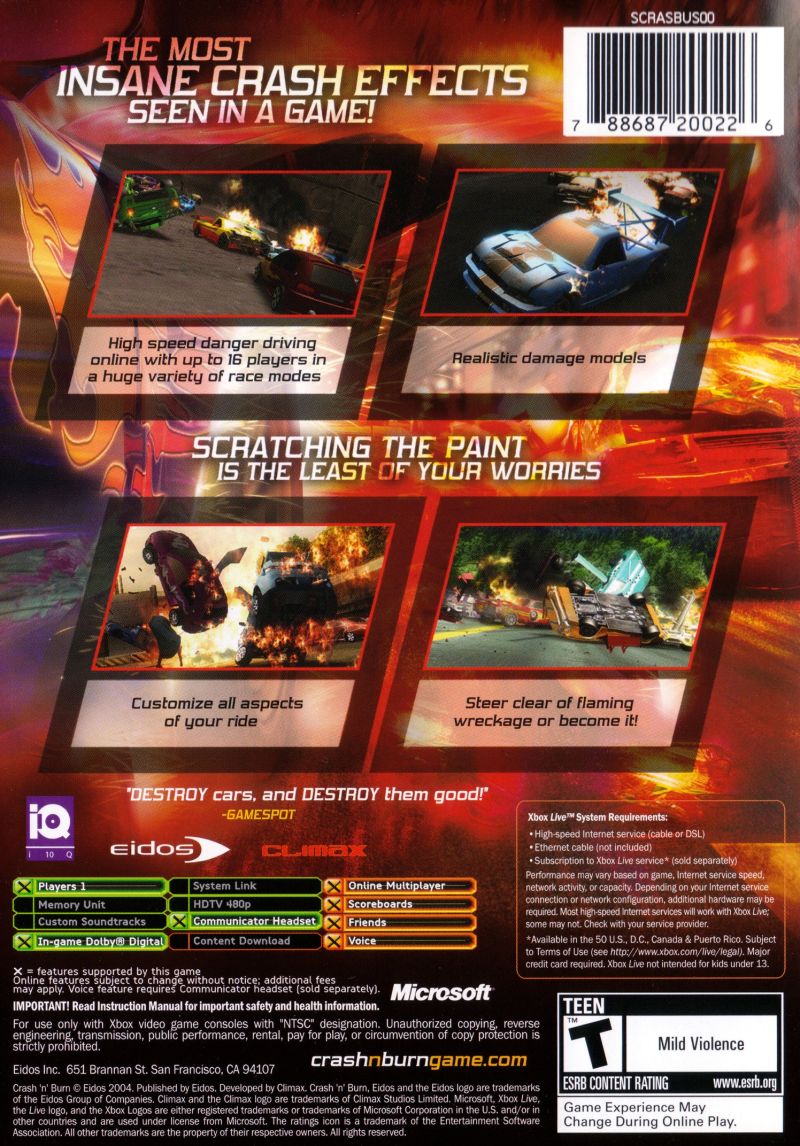 SCRASBUS00
THE MOST
INSANE CRASH EFFECTS
SEEN IN A GAME!
7 88687 20022 6
High speed danger driving
online with up to 16 players in
a huge variety of race modes
Realistic damage models
SCRATCHING THE PAINT
IS THE LEAST OF YOUR WORRIES
Customize all aspects
of your ride
Steer clear of flaming
wreckage or become it!
"DESTROY cars, and DESTROY them good!"
-GAMESPOT
iQ
i 10 Q
eidos
CLIMAX
Xbox Live™ System Requirements:
• High-speed Internet service (cable or DSL)
• Ethernet cable (not included)
• Subscription to Xbox Live service* (sold separately)
Performance may vary based on game, Internet service speed,
network activity, or capacity. Depending on your Internet service
connection or network configuration, additional hardware may be
required. Most high-speed Internet services will work with Xbox Live;
some may not. Check with your service provider.
*Available in the 50 U.S., D.C., Canada & Puerto Rico. Subject
to Terms of Use (see http://www.xbox.com/live/legal). Major
credit card required. Xbox Live not intended for kids under 13.
X Players 1
System Link
X Online Multiplayer
Memory Unit
HDTV 480p
X Scoreboards
Custom Soundtracks
X Communicator Headset
X Friends
X In-game Dolby® Digital
Content Download
X Voice
X = features supported by this game
Online features subject to change without notice; additional fees
may apply. Voice feature requires Communicator headset (sold separately).
Microsoft®
IMPORTANT! Read Instruction Manual for important safety and health information.
For use only with Xbox video game consoles with "NTSC" designation. Unauthorized copying, reverse
engineering, transmission, public performance, rental, pay for play, or circumvention of copy protection is
strictly prohibited.
crashnburngame.com
Eidos Inc. 651 Brannan St. San Francisco, CA 94107
Crash 'n' Burn © Eidos 2004. Published by Eidos. Developed by Climax. Crash 'n' Burn, Eidos and the Eidos logo are trademarks
of the Eidos Group of Companies. Climax and the Climax logo are trademarks of Climax Studios Limited. Microsoft, Xbox Live,
the Live logo, and the Xbox Logos are either registered trademarks or trademarks of Microsoft Corporation in the U.S. and/or in
other countries and are used under license from Microsoft. The ratings icon is a trademark of the Entertainment Software
Association. All other trademarks are the property of their respective owners. All rights reserved.
TEEN
T™
Mild Violence
ESRB CONTENT RATING www.esrb.org
Game Experience May
Change During Online Play.